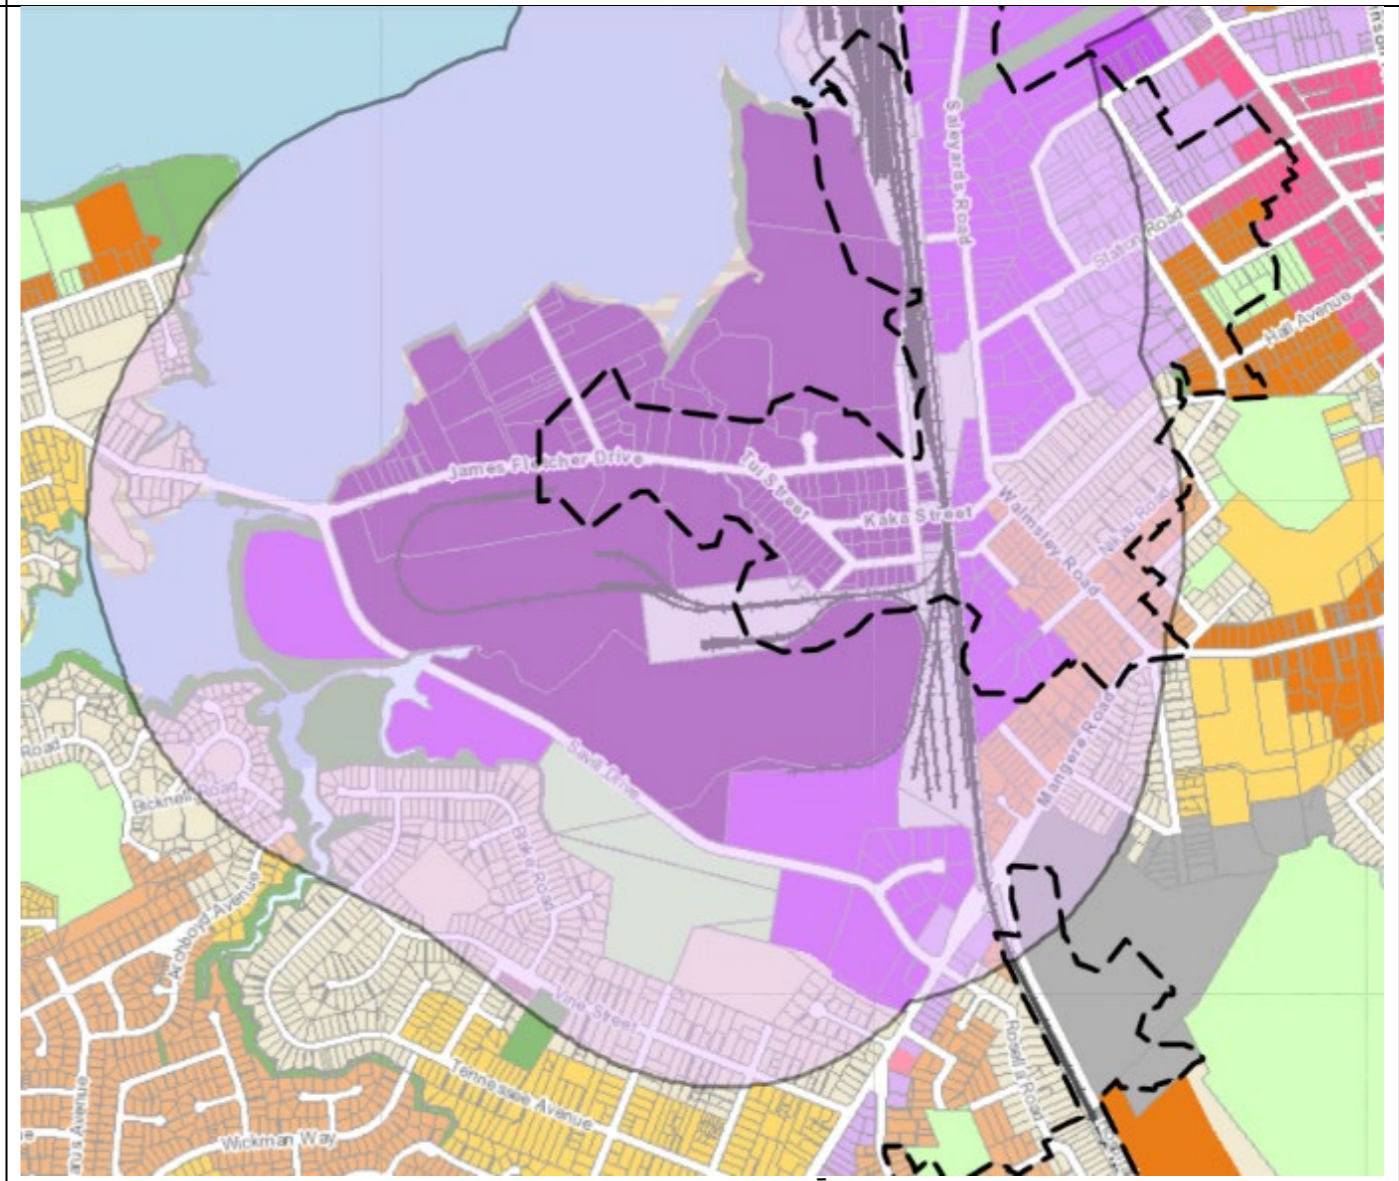 Saleyards Road
Station Road
Hall Avenue
James Fletcher Drive
Tui Street
Kaka Street
Walmsley Road
Nikau Road
Savill Drive
Mangere Road
Road
Bicknell Road
Blake Road
Archboyd Avenue
Vine Street
Rosella Road
Tennessee Avenue
Wickman Way